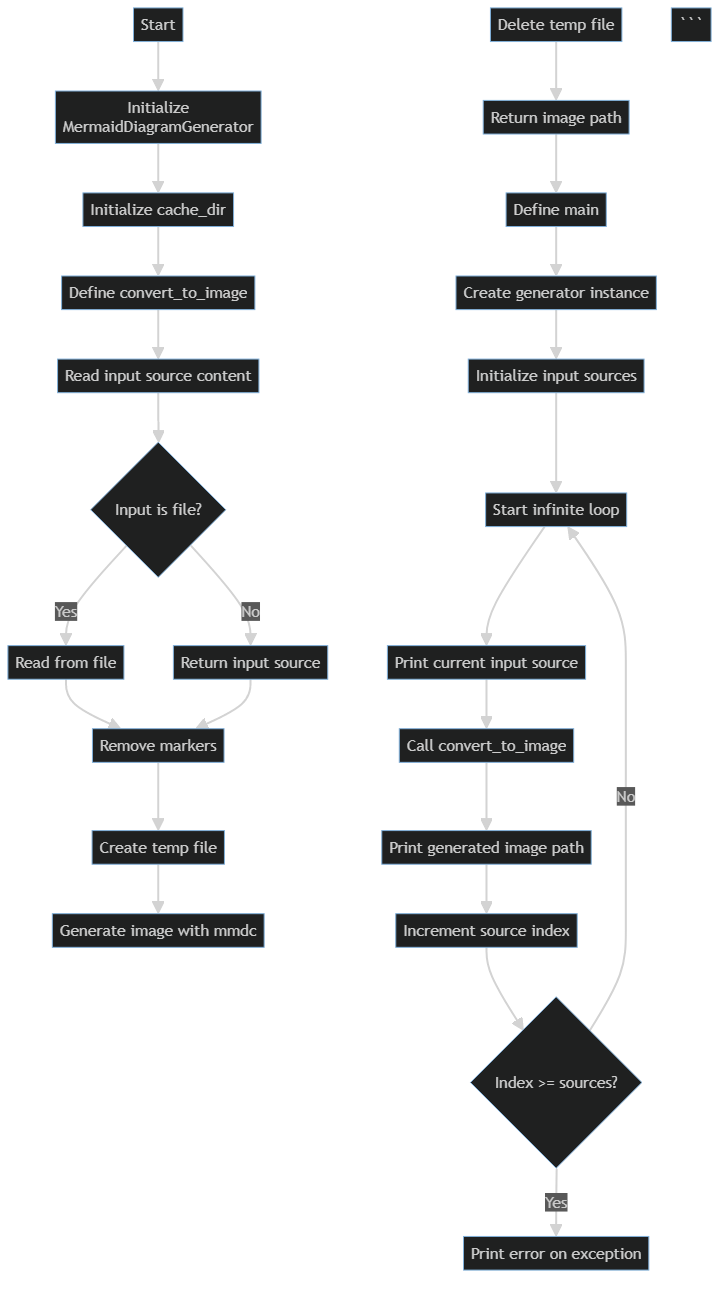 Start
Initialize
MermaidDiagramGenerator
Initialize cache_dir
Define convert_to_image
Read input source content
Input is file?
Yes
No
Read from file
Return input source
Remove markers
Create temp file
Generate image with mmdc
Delete temp file
Return image path
Define main
Create generator instance
Initialize input sources
Start infinite loop
Print current input source
Call convert_to_image
No
Print generated image path
Increment source index
Index >= sources?
Yes
Print error on exception
```